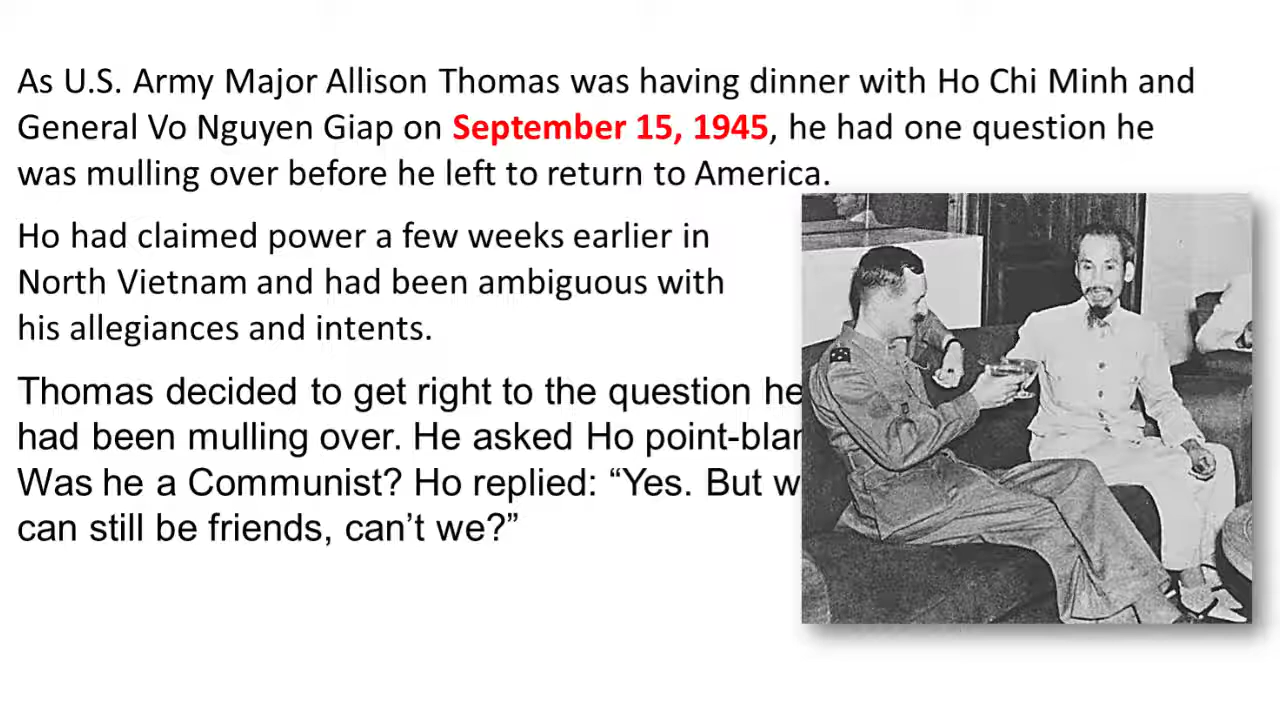 As U.S. Army Major Allison Thomas was having dinner with Ho Chi Minh and
General Vo Nguyen Giap on September 15, 1945, he had one question he
was mulling over before he left to return to America.
Ho had claimed power a few weeks earlier in
North Vietnam and had been ambiguous with
his allegiances and intents.
Thomas decided to get right to the question he
had been mulling over. He asked Ho
Was he a Communist? Ho replied: “Yes. But
can still be friends, can’t we?”